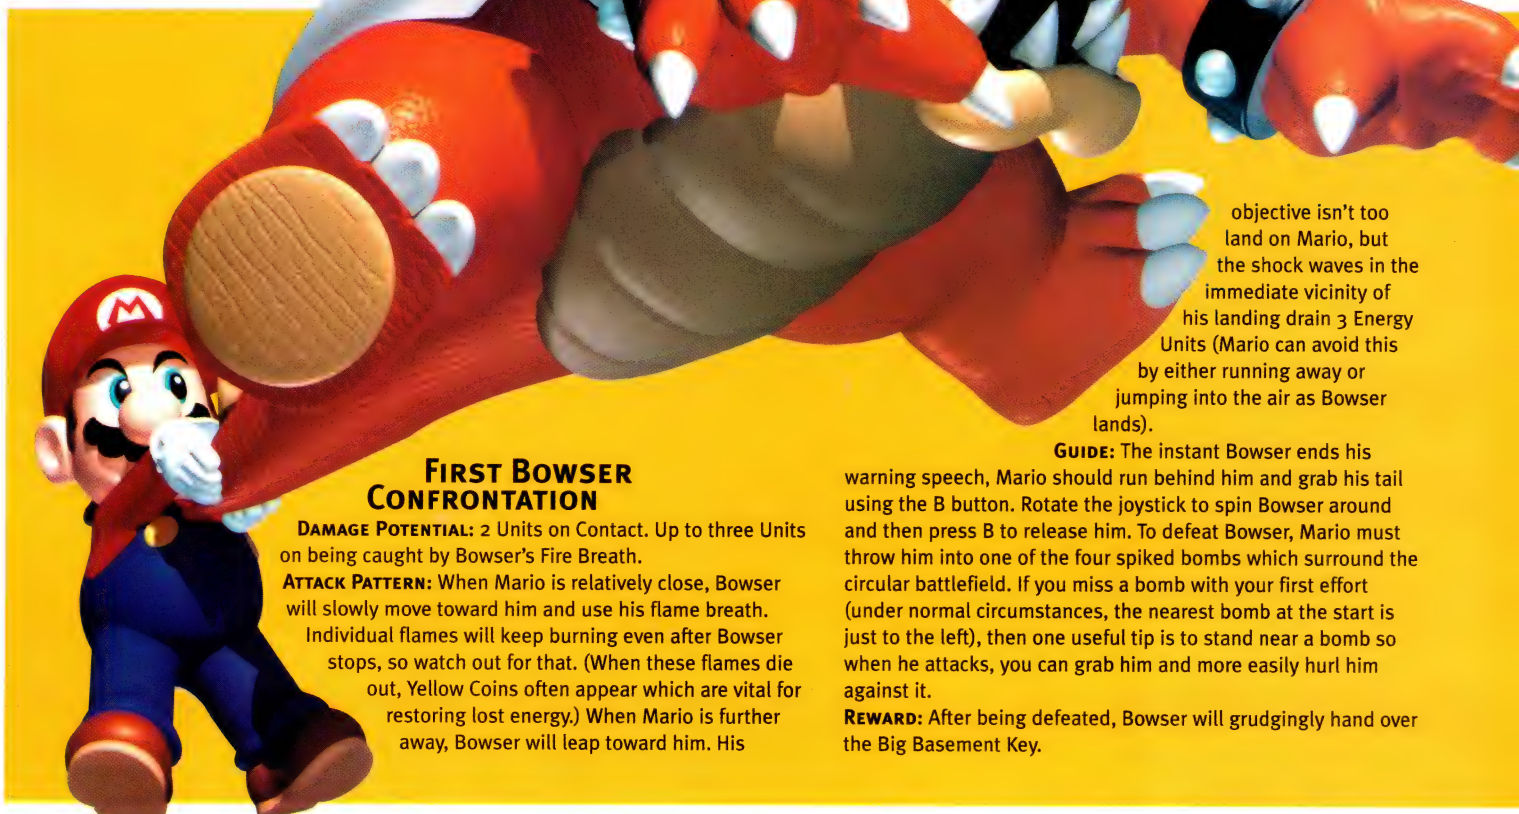 M
FIRST BOWSER
CONFRONTATION
DAMAGE POTENTIAL: 2 Units on Contact. Up to three Units
on being caught by Bowser's Fire Breath.
ATTACK PATTERN: When Mario is relatively close, Bowser
will slowly move toward him and use his flame breath.
Individual flames will keep burning even after Bowser
stops, so watch out for that. (When these flames die
out, Yellow Coins often appear which are vital for
restoring lost energy.) When Mario is further
away, Bowser will leap toward him. His
objective isn't too
land on Mario, but
the shock waves in the
immediate vicinity of
his landing drain 3 Energy
Units (Mario can avoid this
by either running away or
jumping into the air as Bowser
lands).
GUIDE: The instant Bowser ends his
warning speech, Mario should run behind him and grab his tail
using the B button. Rotate the joystick to spin Bowser around
and then press B to release him. To defeat Bowser, Mario must
throw him into one of the four spiked bombs which surround the
circular battlefield. If you miss a bomb with your first effort
(under normal circumstances, the nearest bomb at the start is
just to the left), then one useful tip is to stand near a bomb so
when he attacks, you can grab him and more easily hurl him
against it.
REWARD: After being defeated, Bowser will grudgingly hand over
the Big Basement Key.